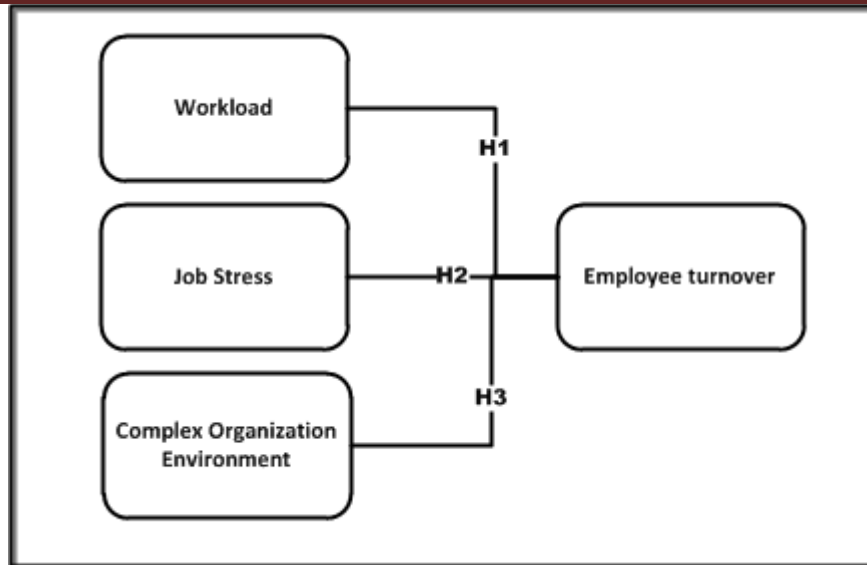 Workload
H1
Job Stress
H2
Employee turnover
H3
Complex Organization
Environment